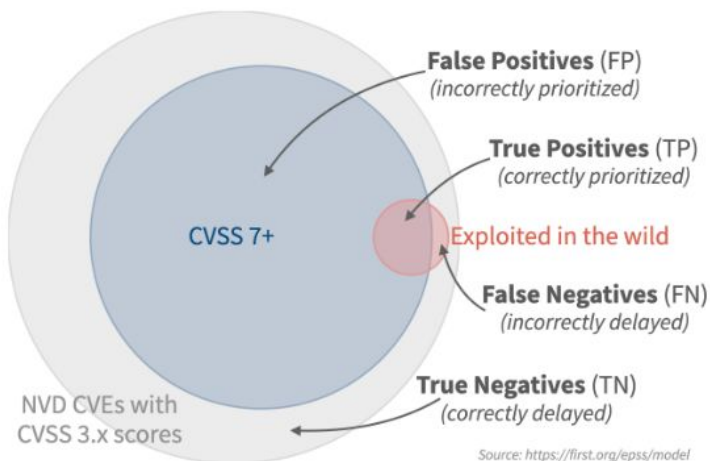 False Positives (FP)
(incorrectly prioritized)
True Positives (TP)
(correctly prioritized)
CVSS 7+
Exploited in the wild
False Negatives (FN)
(incorrectly delayed)
True Negatives (TN)
(correctly delayed)
NVD CVEs with
CVSS 3.x scores
Source: https://first.org/epss/model